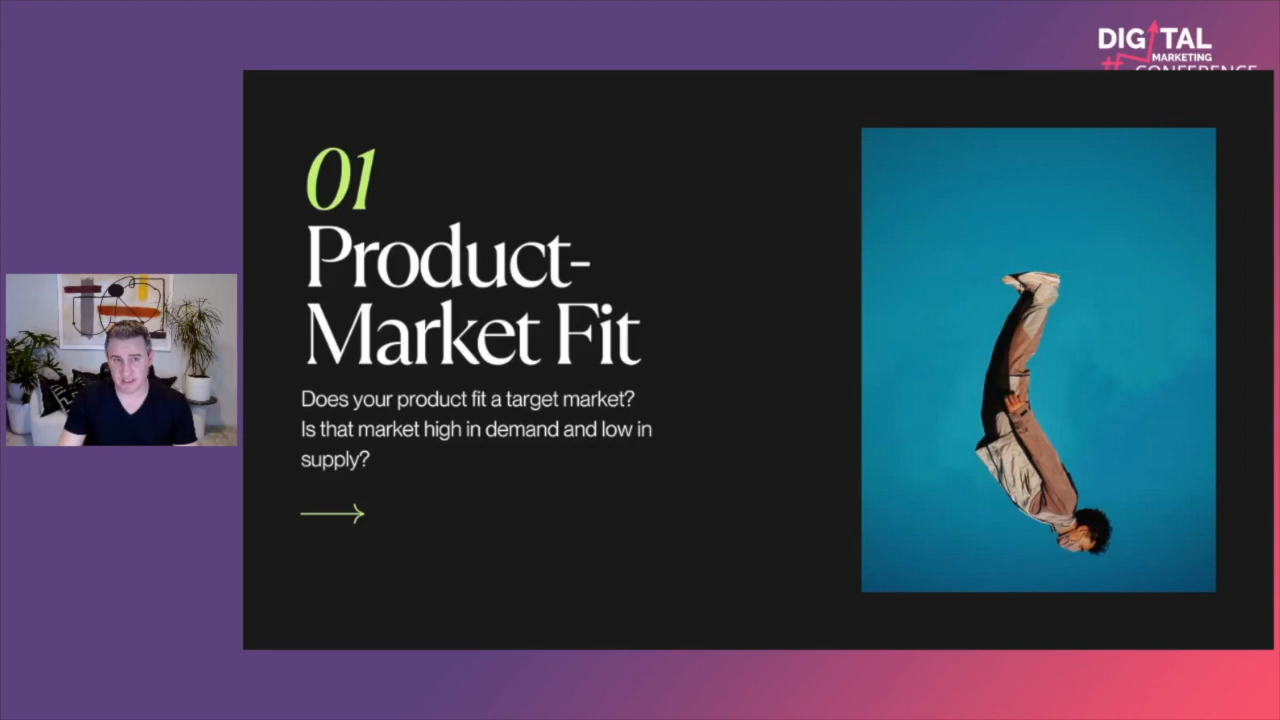 DIGITAL
MARKETING
#CONFERENCE
01
Product-
Market Fit
Does your product fit a target market?
Is that market high in demand and low in
supply?